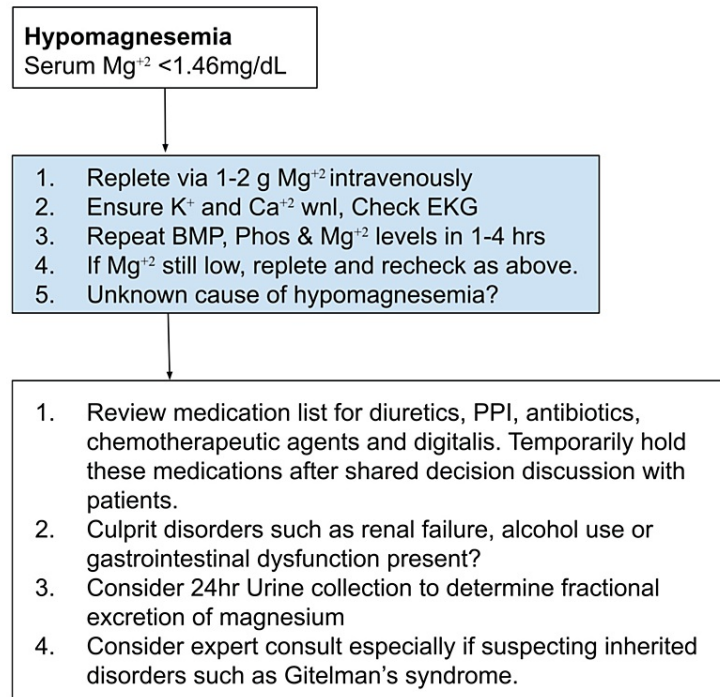 Hypomagnesemia
Serum Mg⁺² <1.46mg/dL
1. Replete via 1-2 g Mg⁺² intravenously
2. Ensure K⁺ and Ca⁺² wnl, Check EKG
3. Repeat BMP, Phos & Mg⁺² levels in 1-4 hrs
4. If Mg⁺² still low, replete and recheck as above.
5. Unknown cause of hypomagnesemia?
1. Review medication list for diuretics, PPI, antibiotics,
chemotherapeutic agents and digitalis. Temporarily hold
these medications after shared decision discussion with
patients.
2. Culprit disorders such as renal failure, alcohol use or
gastrointestinal dysfunction present?
3. Consider 24hr Urine collection to determine fractional
excretion of magnesium
4. Consider expert consult especially if suspecting inherited
disorders such as Gitelman’s syndrome.